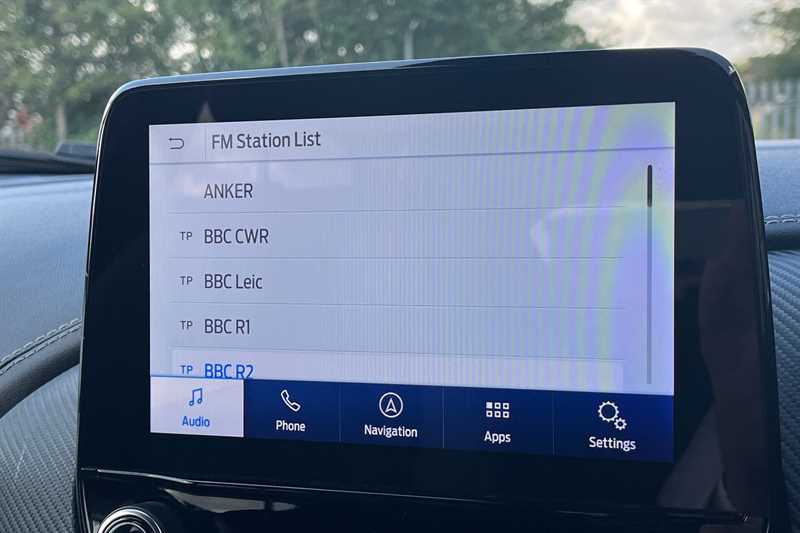 FM Station List
ANKER
TP BBC CWR
TP BBC Leic
TP BBC R1
TP BBC R2
Audio Phone Navigation Apps Settings